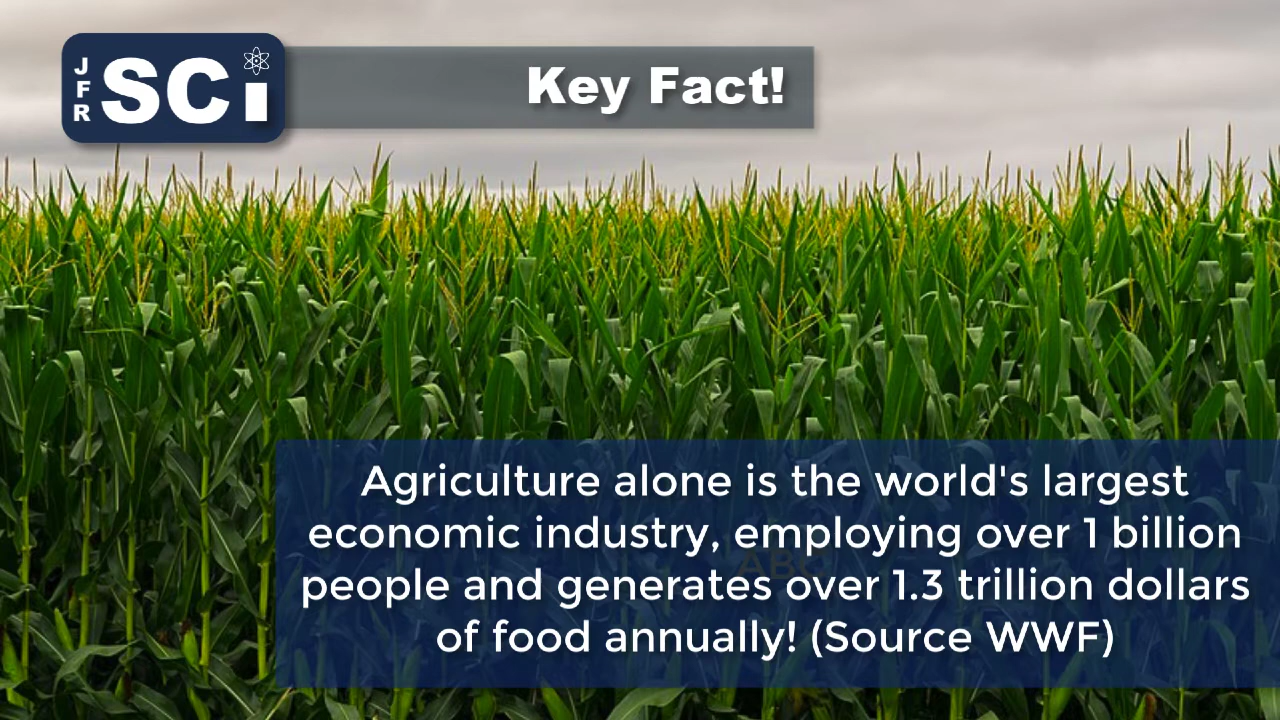 JFR SCi
Key Fact!
Agriculture alone is the world's largest
economic industry, employing over 1 billion
people and generates over 1.3 trillion dollars
of food annually! (Source WWF)